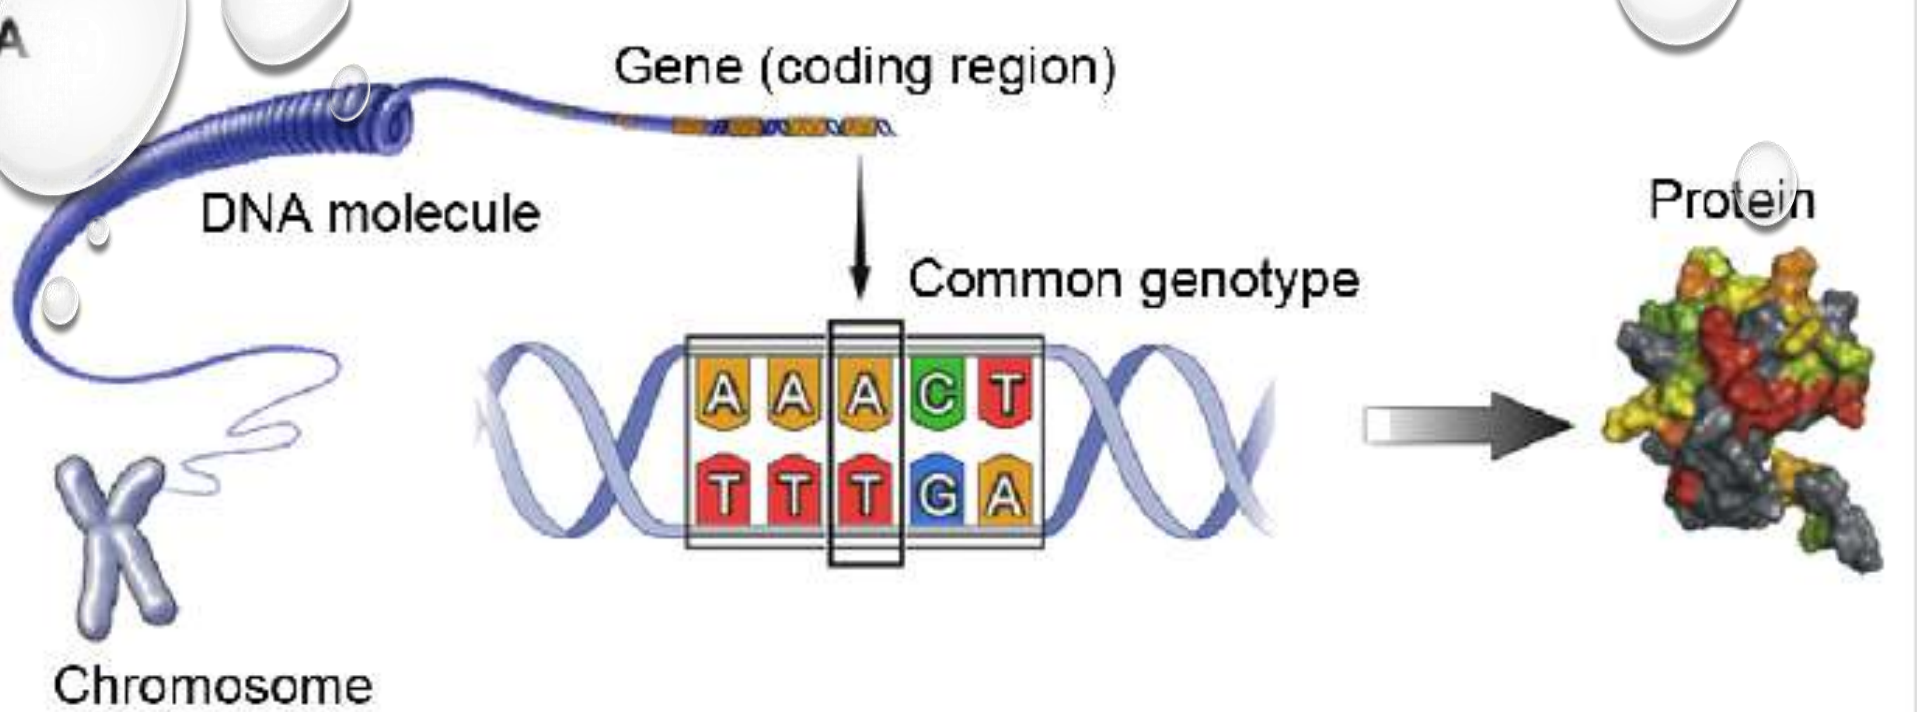 A
Gene (coding region)
DNA molecule
Protein
Common genotype
A A A C T
T T T G A
Chromosome